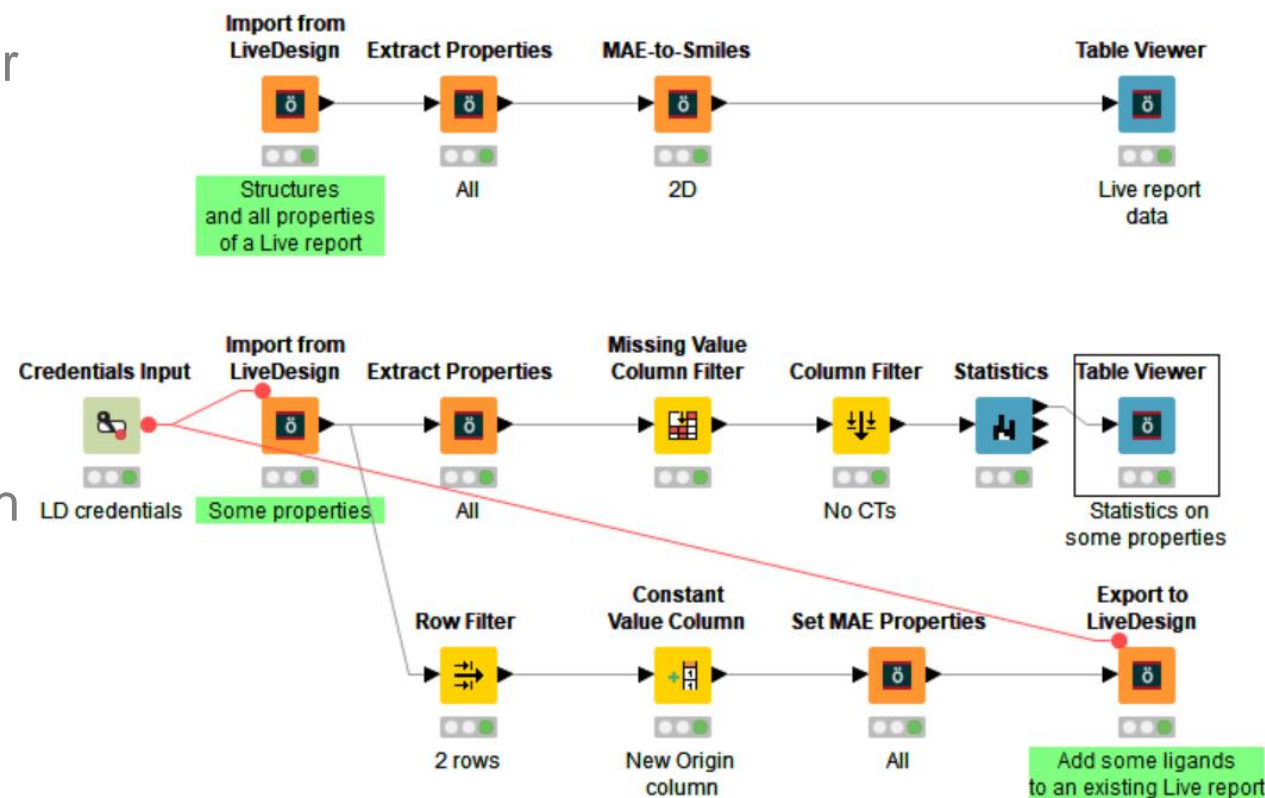 r
Import from
LiveDesign
Extract Properties
MAE-to-Smiles
Table Viewer
ö
ö
ö
ö
Structures
and all properties
of a Live report
All
2D
Live report
data
Credentials Input
Import from
LiveDesign
Extract Properties
Missing Value
Column Filter
Column Filter
Statistics
Table Viewer
ö
ö
ö
n
LD credentials
Some properties
All
No CTs
Statistics on
some properties
Row Filter
Constant
Value Column
Set MAE Properties
Export to
LiveDesign
1
1
ö
ö
2 rows
New Origin
column
All
Add some ligands
to an existing Live report